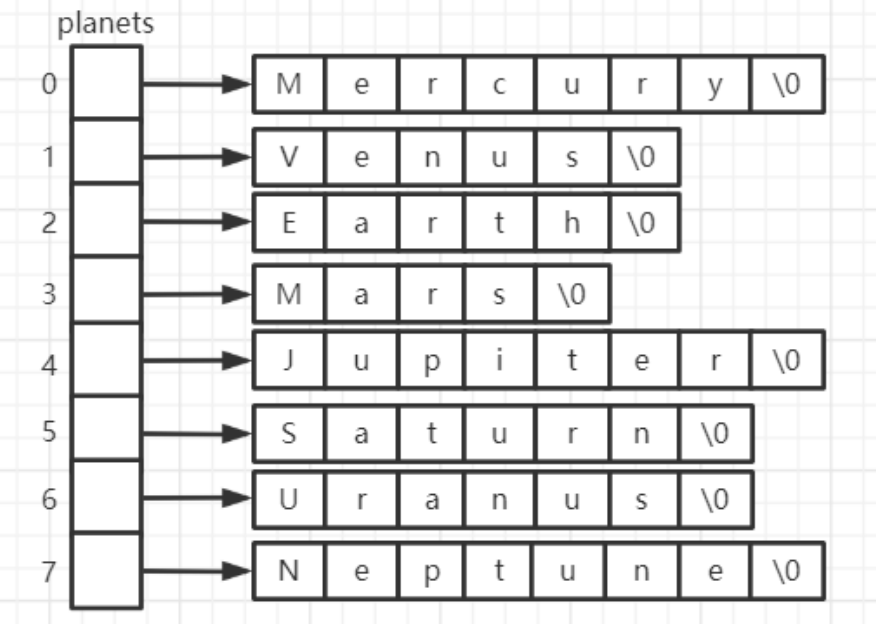 planets
0 M e r c u r y \0
1 V e n u s \0
2 E a r t h \0
3 M a r s \0
4 J u p i t e r \0
5 S a t u r n \0
6 U r a n u s \0
7 N e p t u n e \0